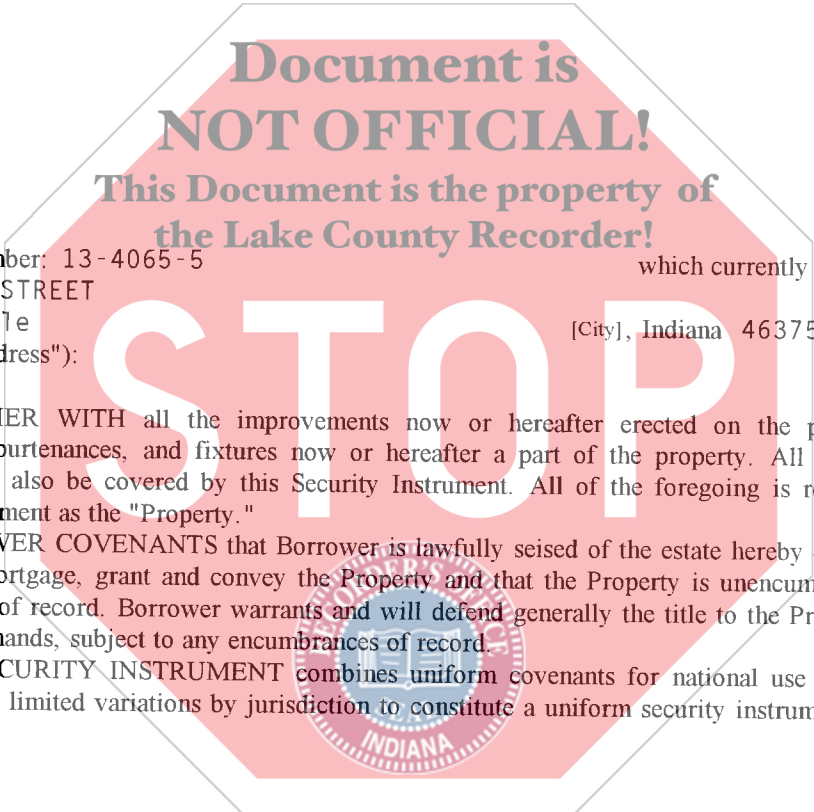 Document is
NOT OFFICIAL!
This Document is the property of
the Lake County Recorder!
ber: 13-4065-5 which currently
STREET
le [City], Indiana 46375
dress"):
STOP
ER WITH all the improvements now or hereafter erected on the p
purtenances, and fixtures now or hereafter a part of the property. All
also be covered by this Security Instrument. All of the foregoing is r
ment as the "Property."
VER COVENANTS that Borrower is lawfully seised of the estate hereby
ortgage, grant and convey the Property and that the Property is unencum
of record. Borrower warrants and will defend generally the title to the Pr
nands, subject to any encumbrances of record.
CURITY INSTRUMENT combines uniform covenants for national use
limited variations by jurisdiction to constitute a uniform security instrum
RECORDER'S OFFICE
SEAL
INDIANA